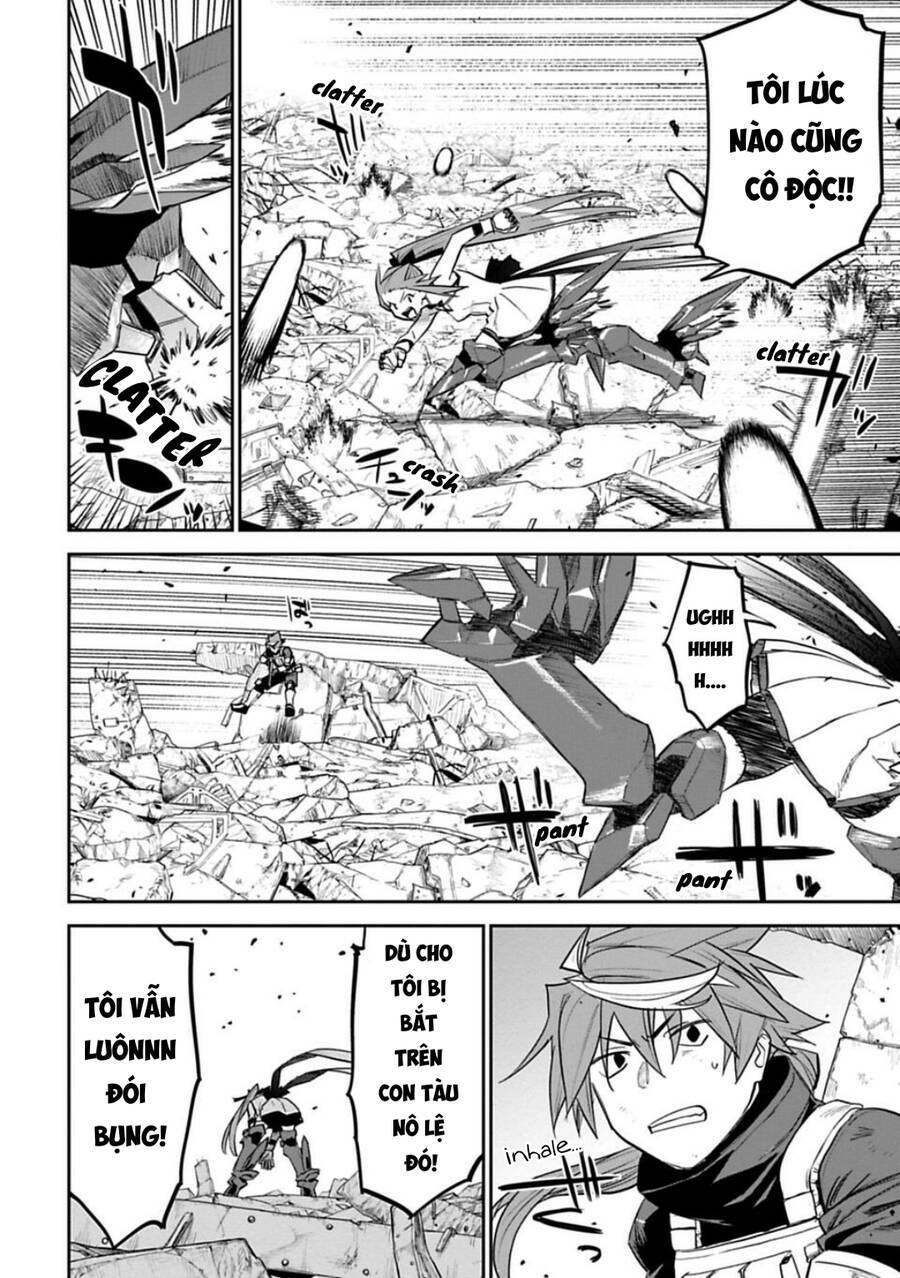 TÔI LÚC
NÀO CŨNG
CÔ ĐỘC!!
clatter
clatter
crash
ガ
CLATTER
UGHH
HHHH
H....
pant
pant
inhale...
DÙ CHO
TÔI BỊ
BẮT
TRÊN
CON TÀU
NÔ LỆ
ĐÓ!
TÔI VẪN
LUÔNNN
ĐÓI
BỤNG!